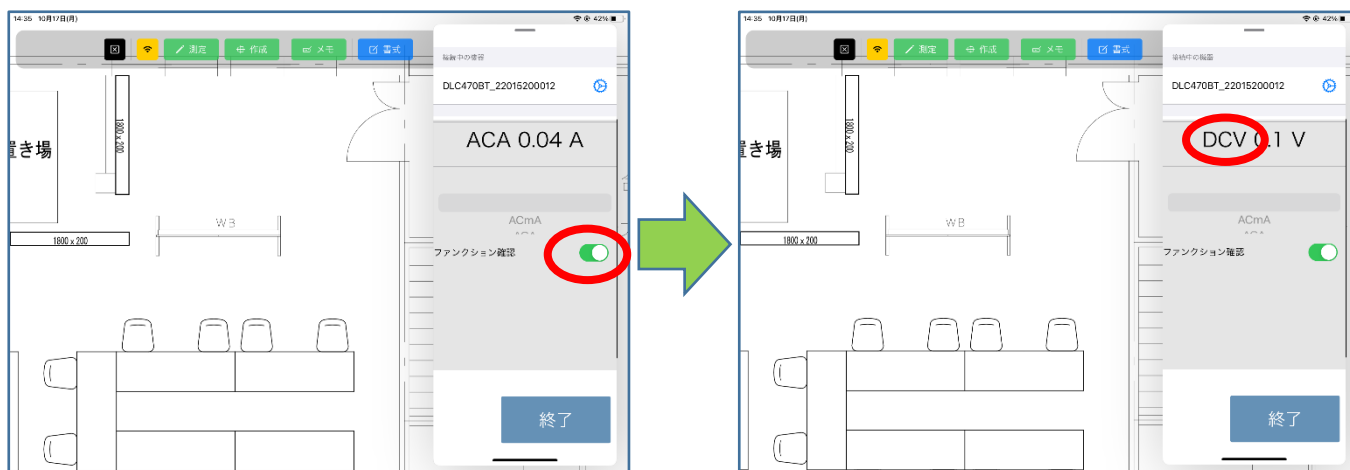 14:35 10月17日(月)
42%
測定
作成
メモ
書式
接続中の機器
DLC470BT_22015200012
置き場
1800 x 200
ACA 0.04 A
WB
ACmA
ACA
1800 x 200
ファンクション確認
終了
14:35 10月17日(月)
42%
測定
作成
メモ
書式
接続中の機器
DLC470BT_22015200012
置き場
1800 x 200
DCV 0.1 V
WB
ACmA
ACA
1800 x 200
ファンクション確認
終了